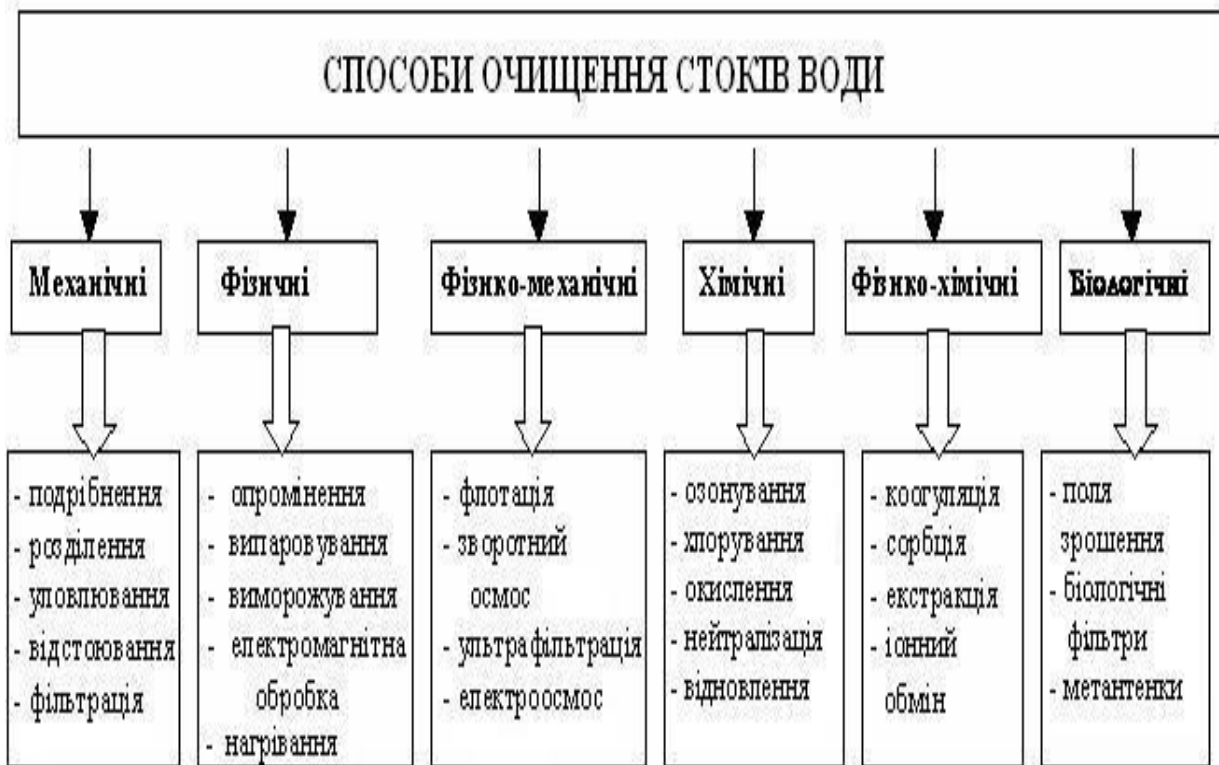 СПОСОБИ ОЧИЩЕННЯ СТОКІВ ВОДИ
Механічні
Фізичні
Фізико-механічні
Хімічні
Фізико-хімічні
Біологічні
- подрібнення
- розділення
- уловлювання
- відстоювання
- фільтрація
- опромінення
- випаровування
- виморожування
- електромагнітна
обробка
- нагрівання
- флотація
- зворотний
осмос
- ультрафільтрація
- електроосмос
- озонування
- хлорування
- окислення
- нейтралізація
- відновлення
- коогуляція
- сорбція
- екстракція
- іонний
обмін
- поля
зрошення
- біологічні
фільтри
- метантенки